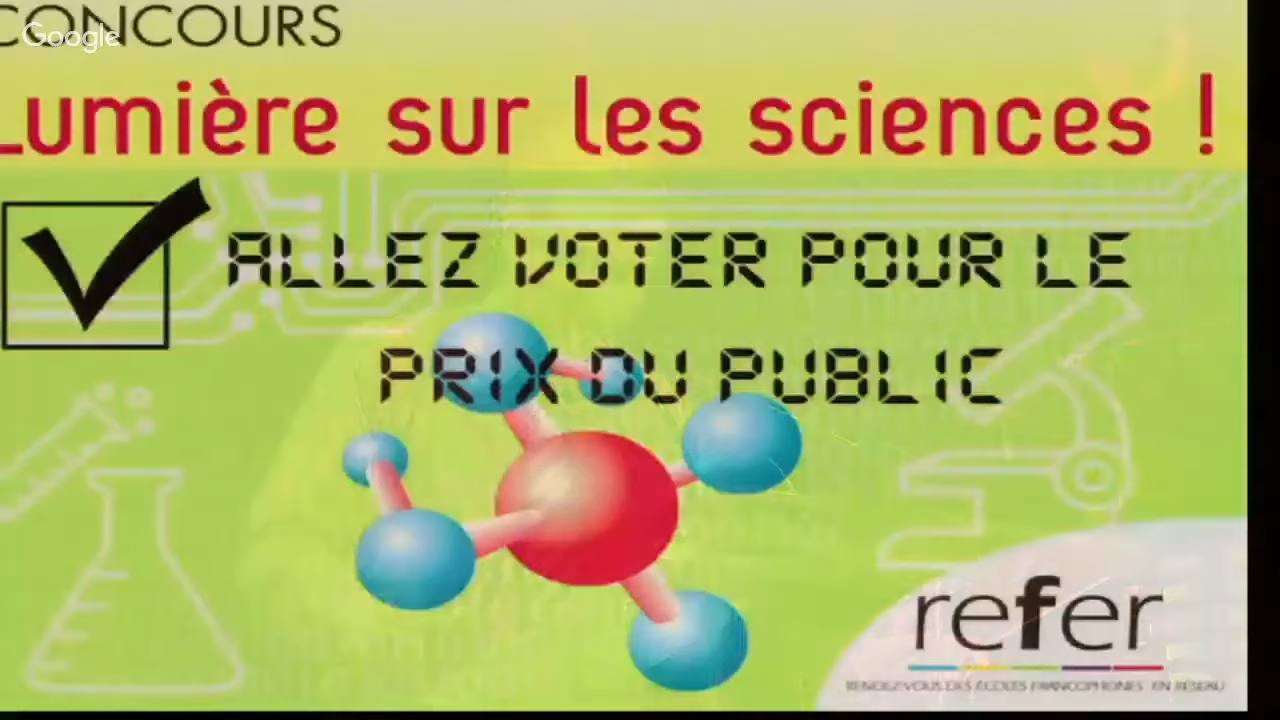 CONCOURS
Google
Lumière sur les sciences !
ALLEZ VOTER POUR LE
PRIX DU PUBLIC
refer
RENDEZ-VOUS DES ÉCOLES FRANCOPHONES EN RÉSEAU